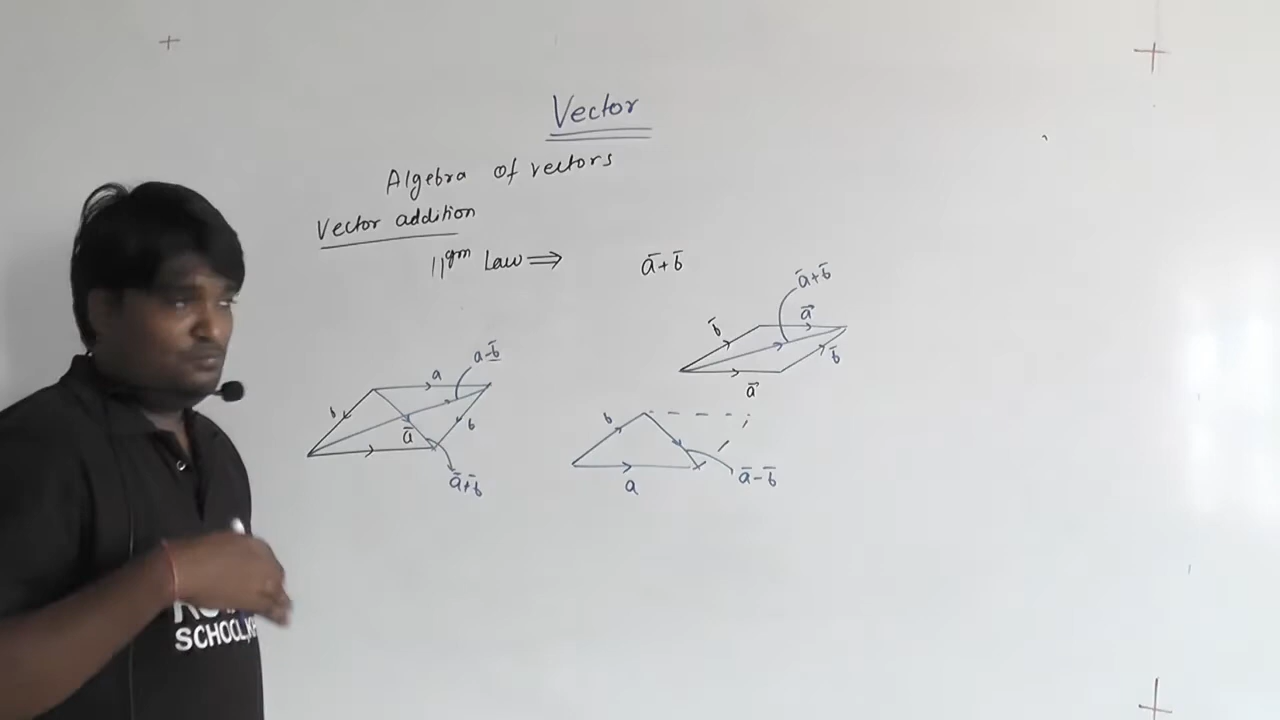 Vector
Algebra of vectors
Vector addition
||gm Law ⇒ a̅+b̅
a̅+b̅
b̅
a⃗
b̅
a⃗
a-b̅
a
b
b
a̅
a̅+b̅
b
a
a̅-b̅
SCHOOL,